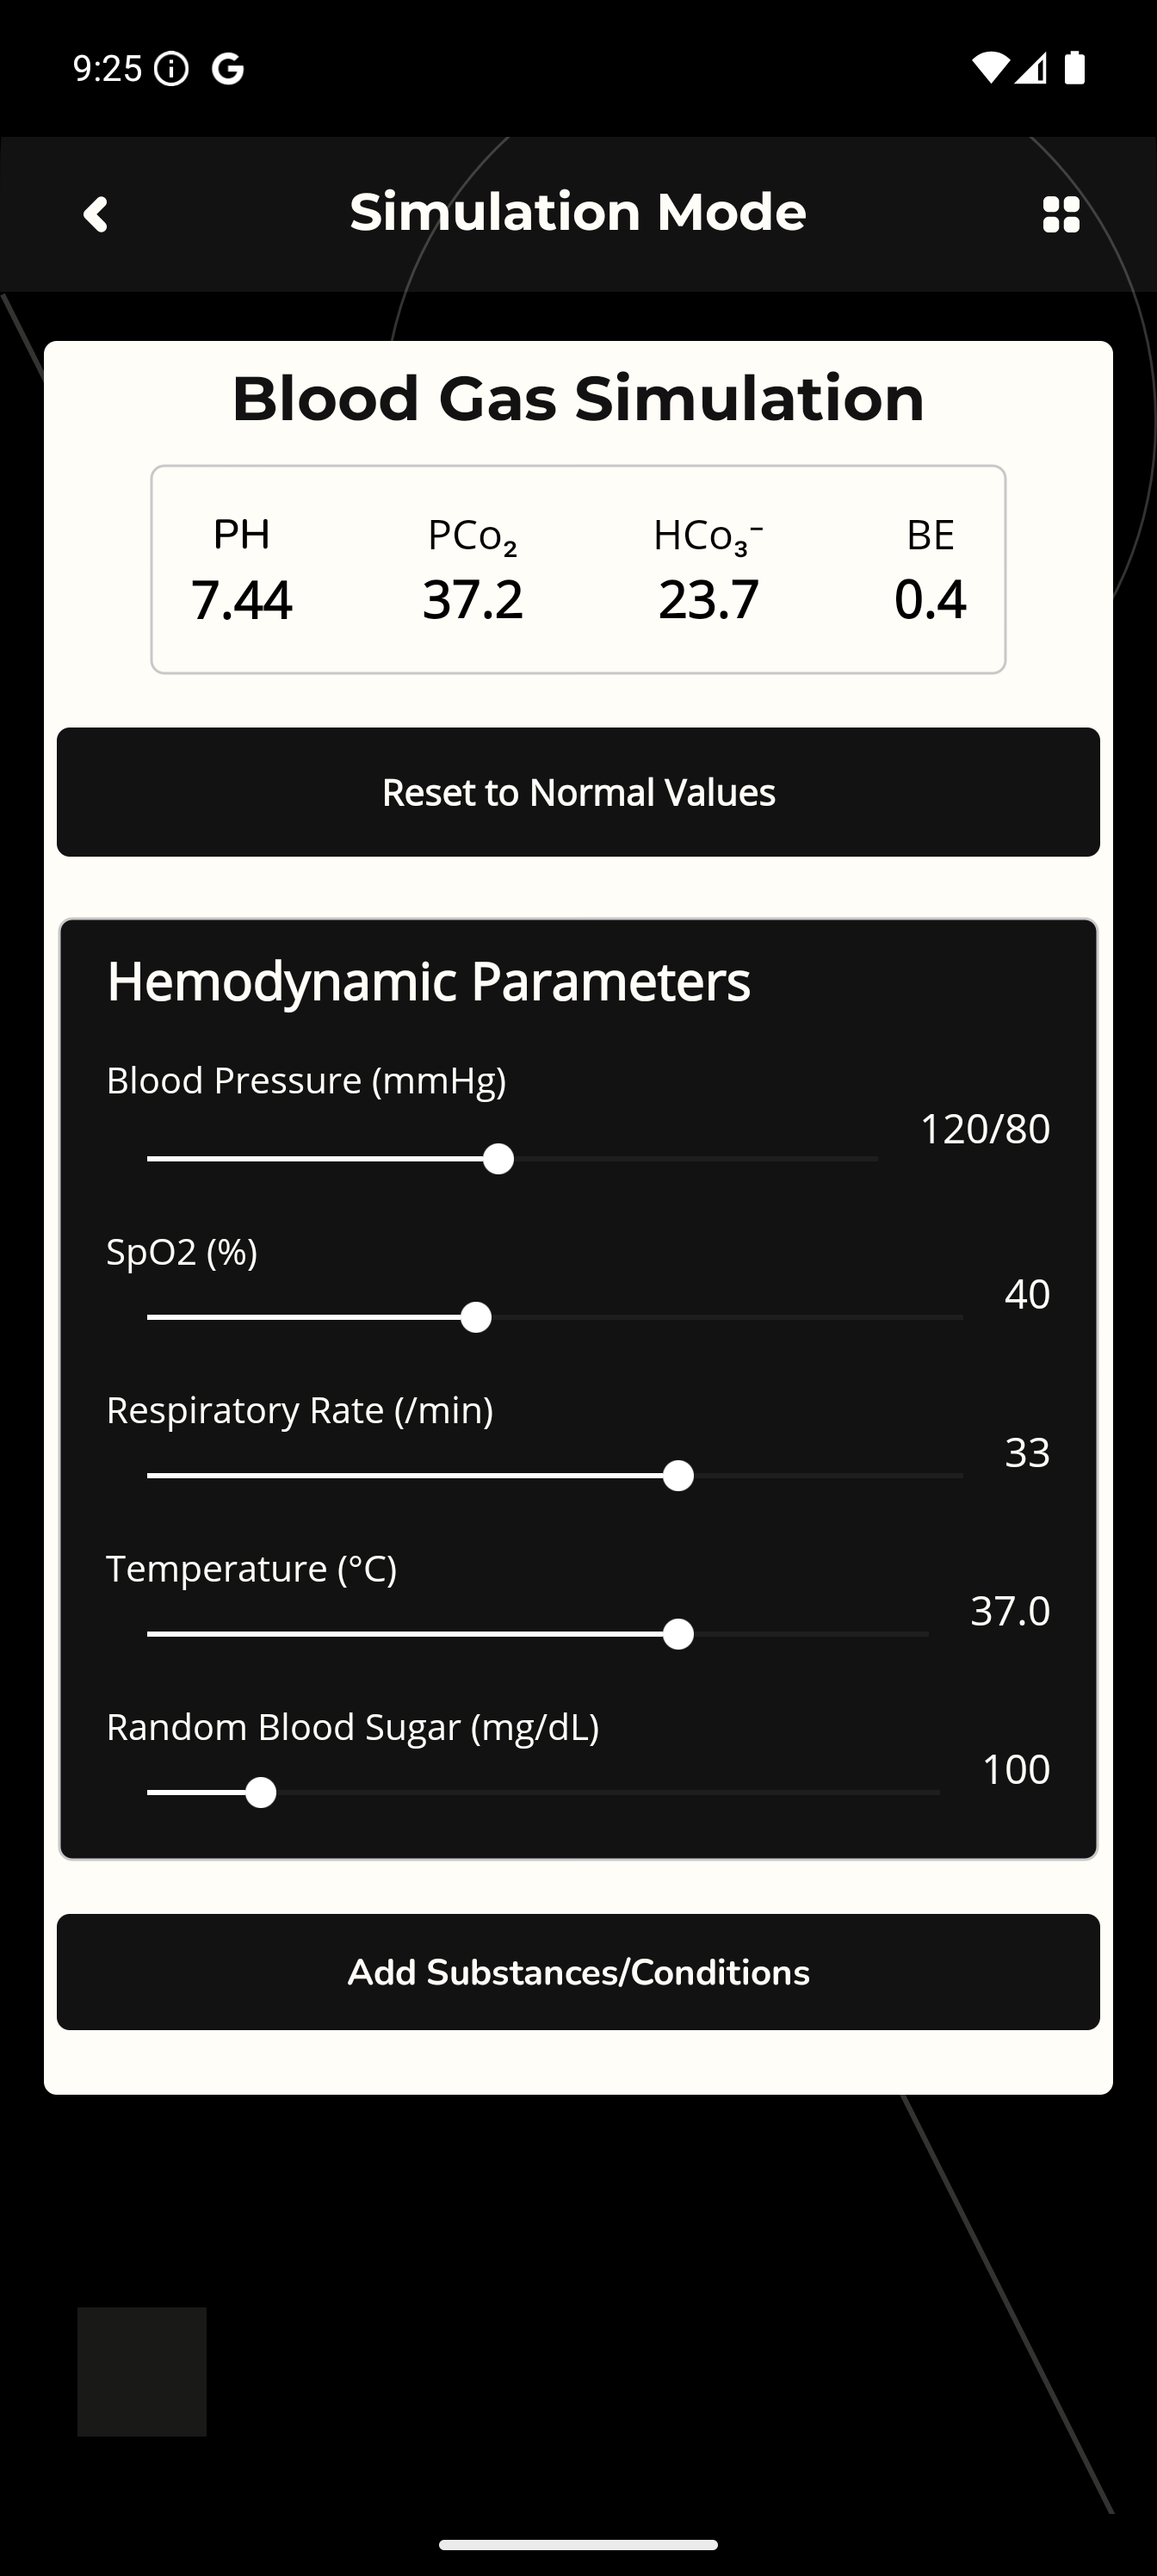 9:25
Simulation Mode
Blood Gas Simulation
PH PCo₂ HCo₃⁻ BE
7.44 37.2 23.7 0.4
Reset to Normal Values
Hemodynamic Parameters
Blood Pressure (mmHg)
120/80
SpO2 (%)
40
Respiratory Rate (/min)
33
Temperature (°C)
37.0
Random Blood Sugar (mg/dL)
100
Add Substances/Conditions